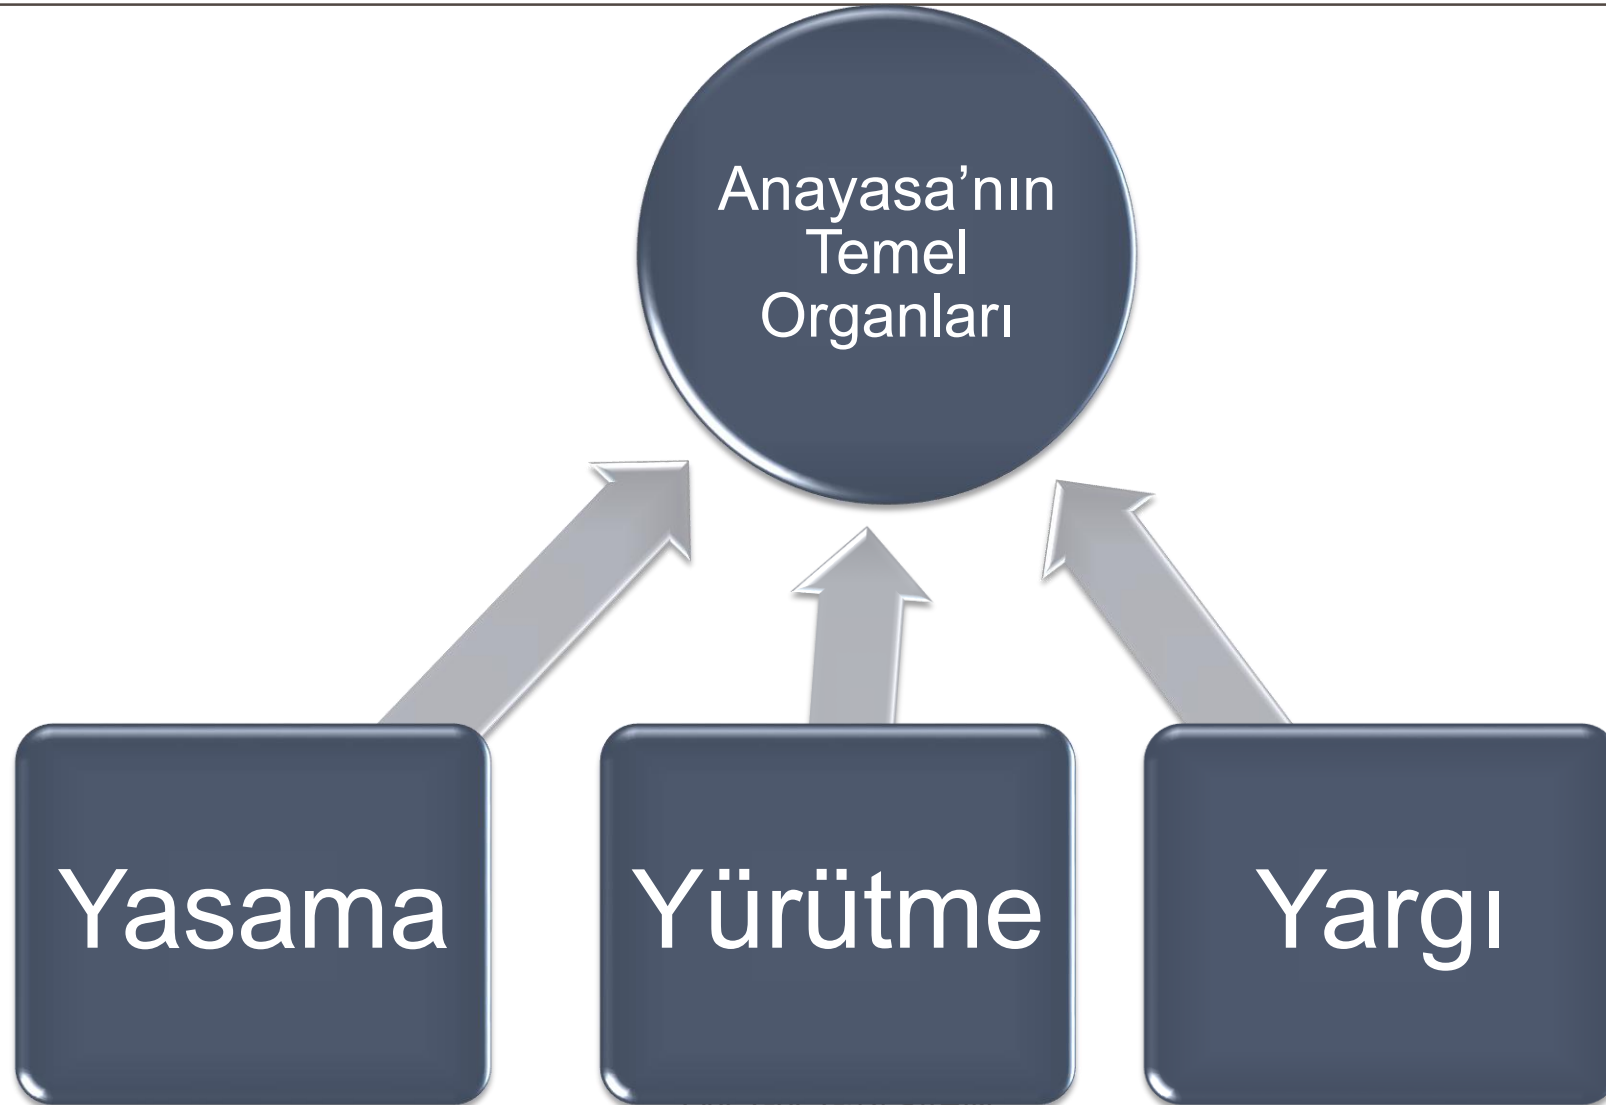 Anayasa’nın
Temel
Organları
Yasama
Yürütme
Yargı